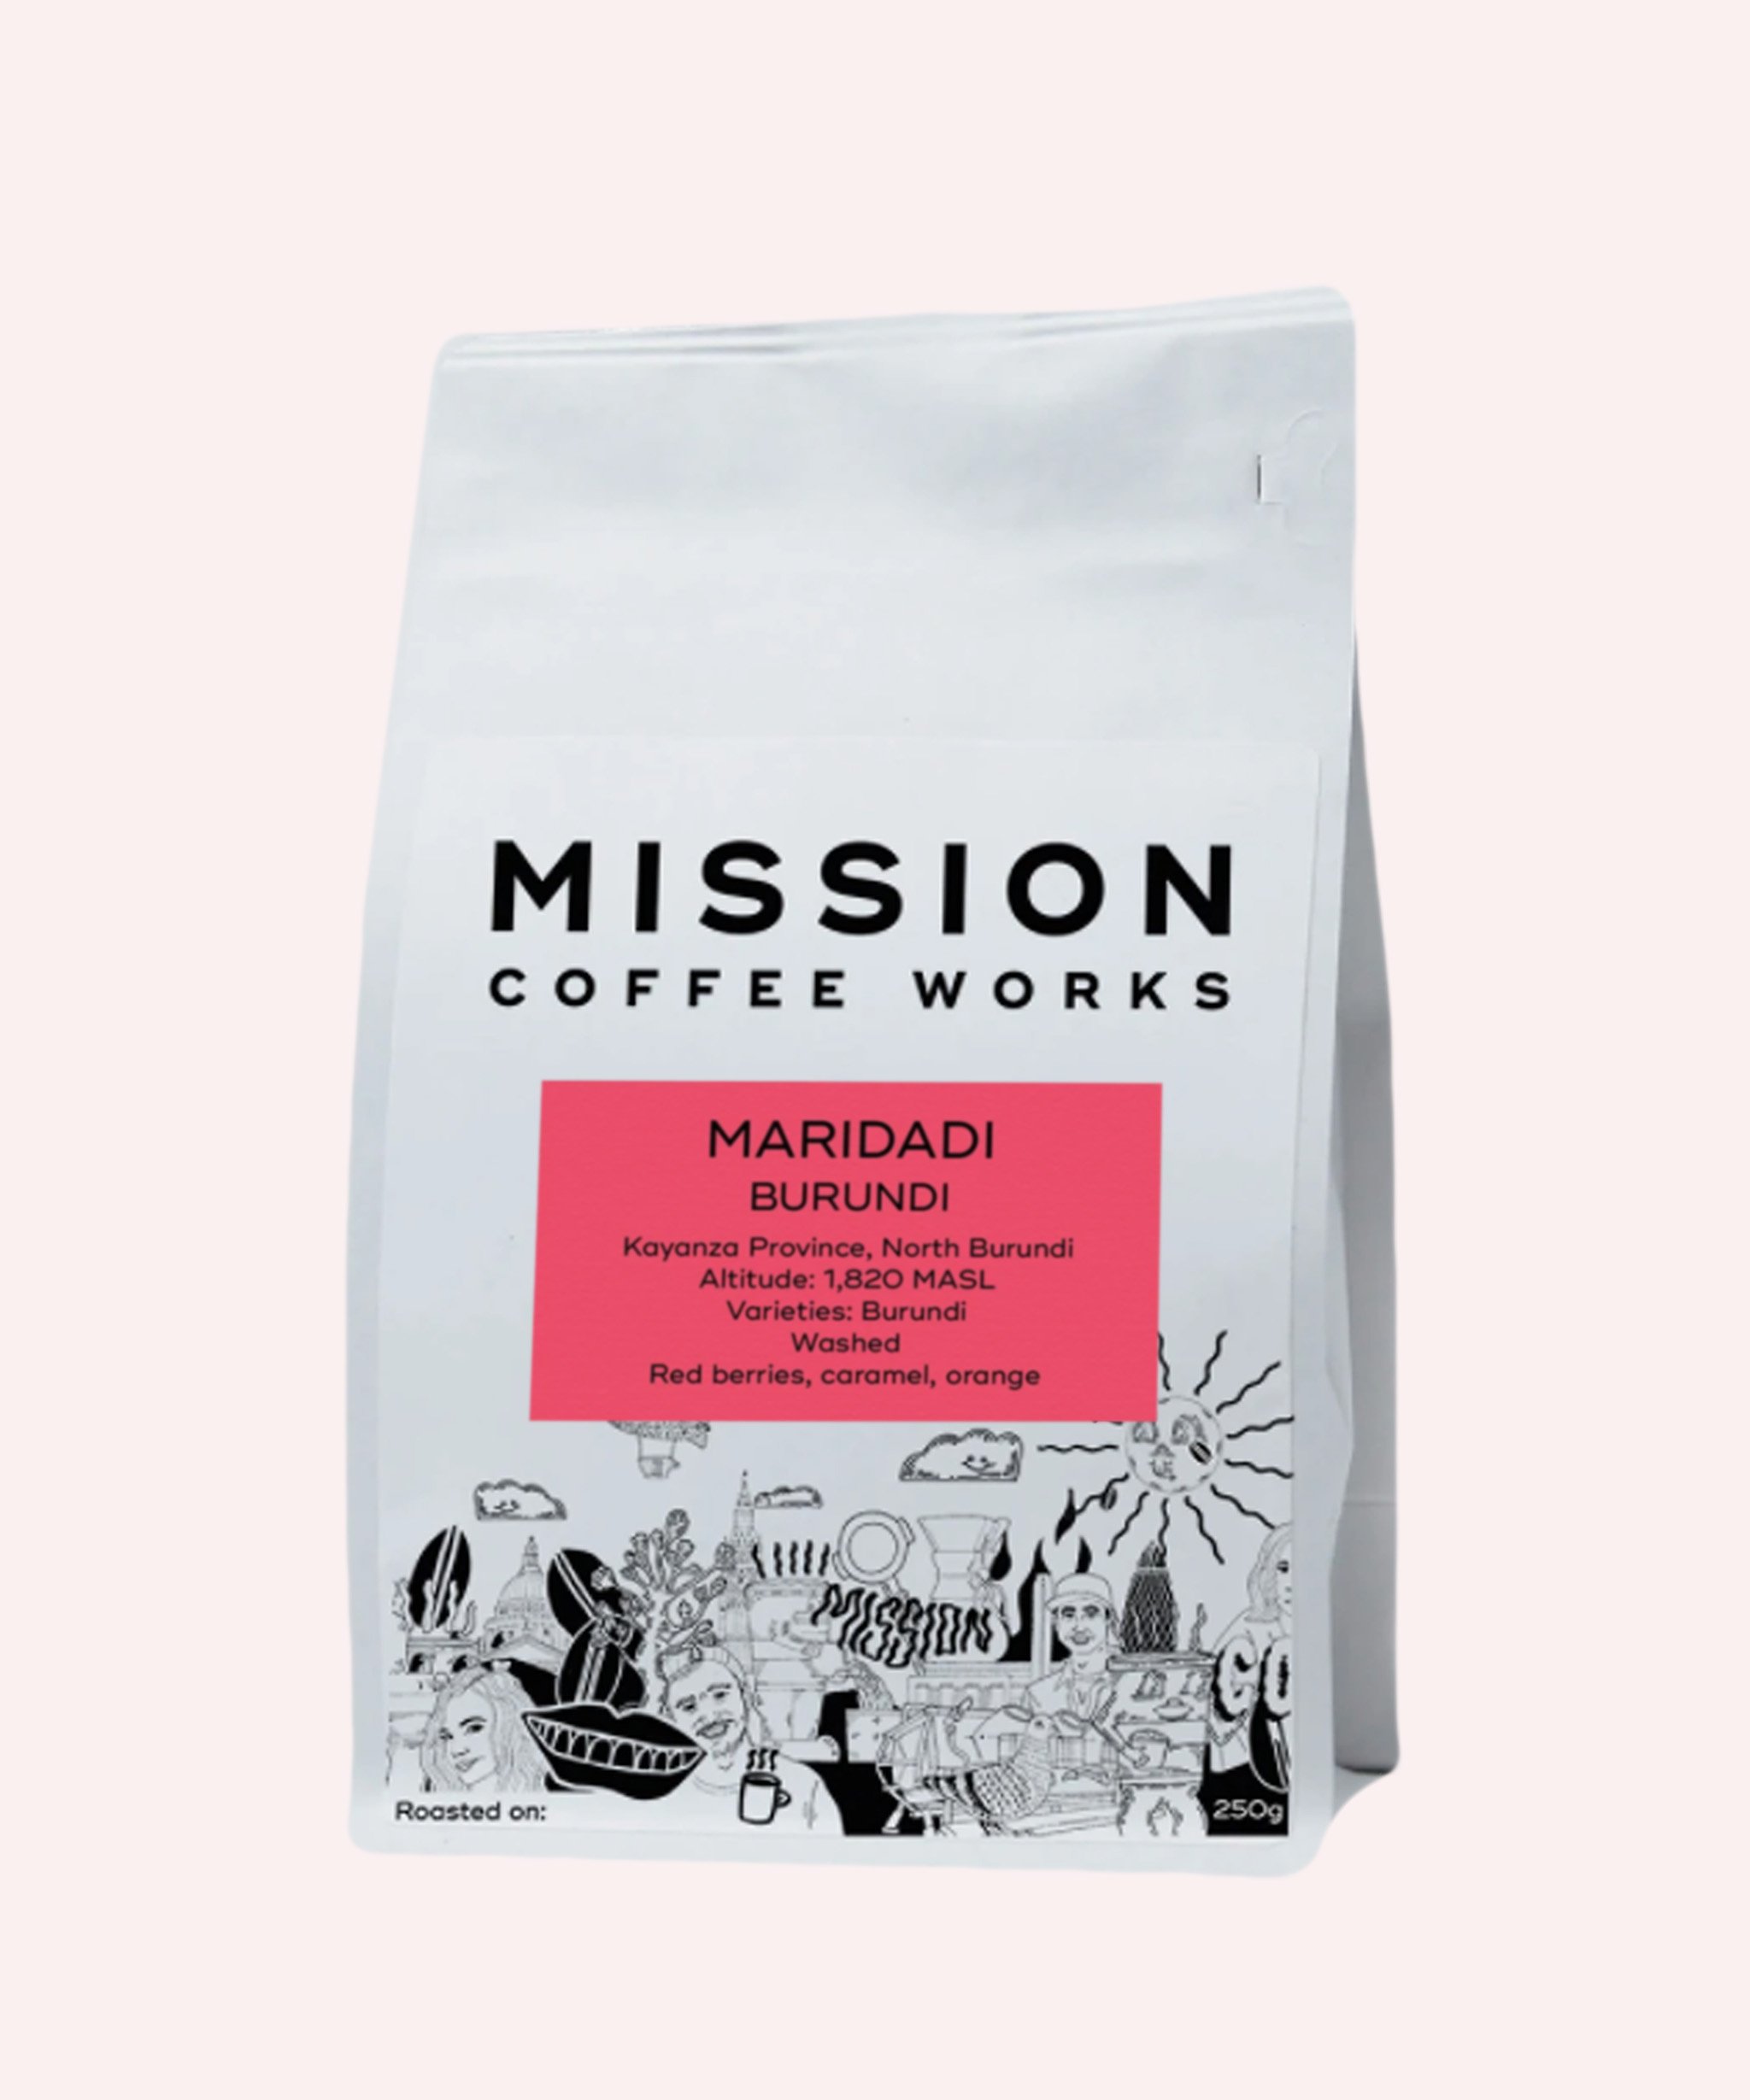 MISSION
COFFEE WORKS
MARIDADI
BURUNDI
Kayanza Province, North Burundi
Altitude: 1,820 MASL
Varieties: Burundi
Washed
Red berries, caramel, orange
MISSION
CO
Roasted on:
250g